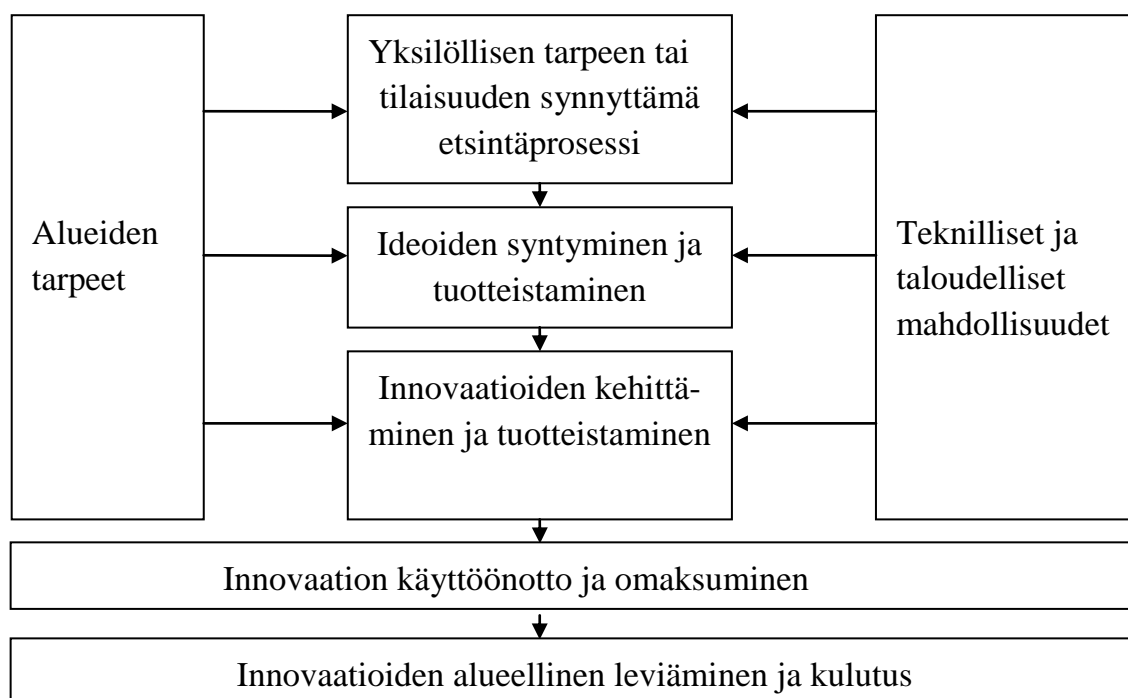 Yksilöllisen tarpeen tai
tilaisuuden synnyttämä
etsintäprosessi
Alueiden
tarpeet
Ideoiden syntyminen ja
tuotteistaminen
Teknilliset ja
taloudelliset
mahdollisuudet
Innovaatioiden kehittä-
minen ja tuotteistaminen
Innovaation käyttöönotto ja omaksuminen
Innovaatioiden alueellinen leviäminen ja kulutus